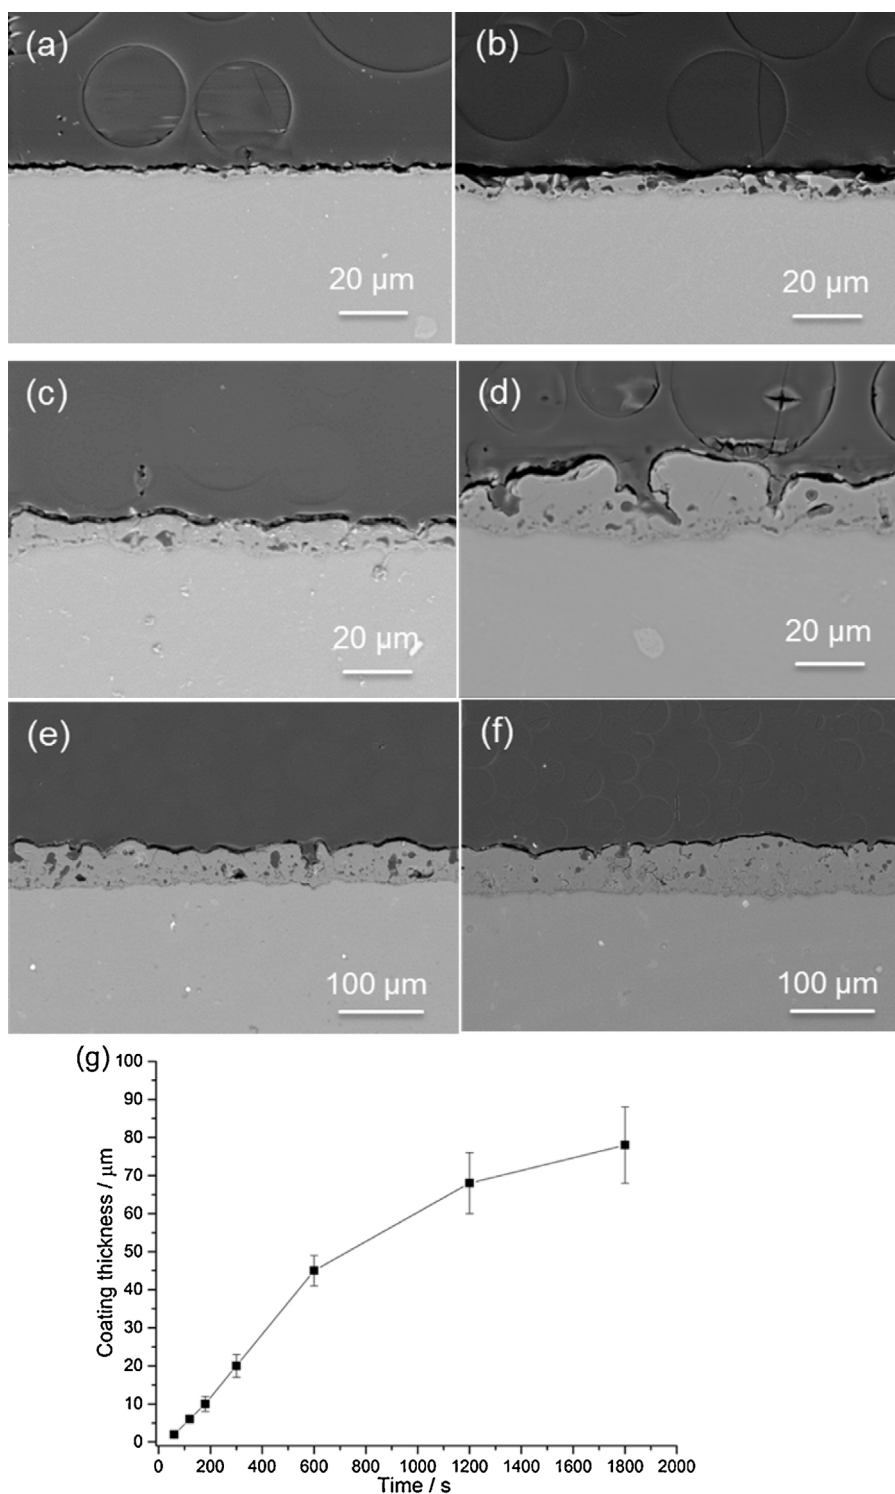 (a)
(b)
20 μm
20 μm
(c)
(d)
20 μm
20 μm
(e)
(f)
100 μm
100 μm
(g)
100
90
80
70
60
50
40
30
20
10
0
Coating thickness / μm
0 200 400 600 800 1000 1200 1400 1600 1800 2000
Time / s